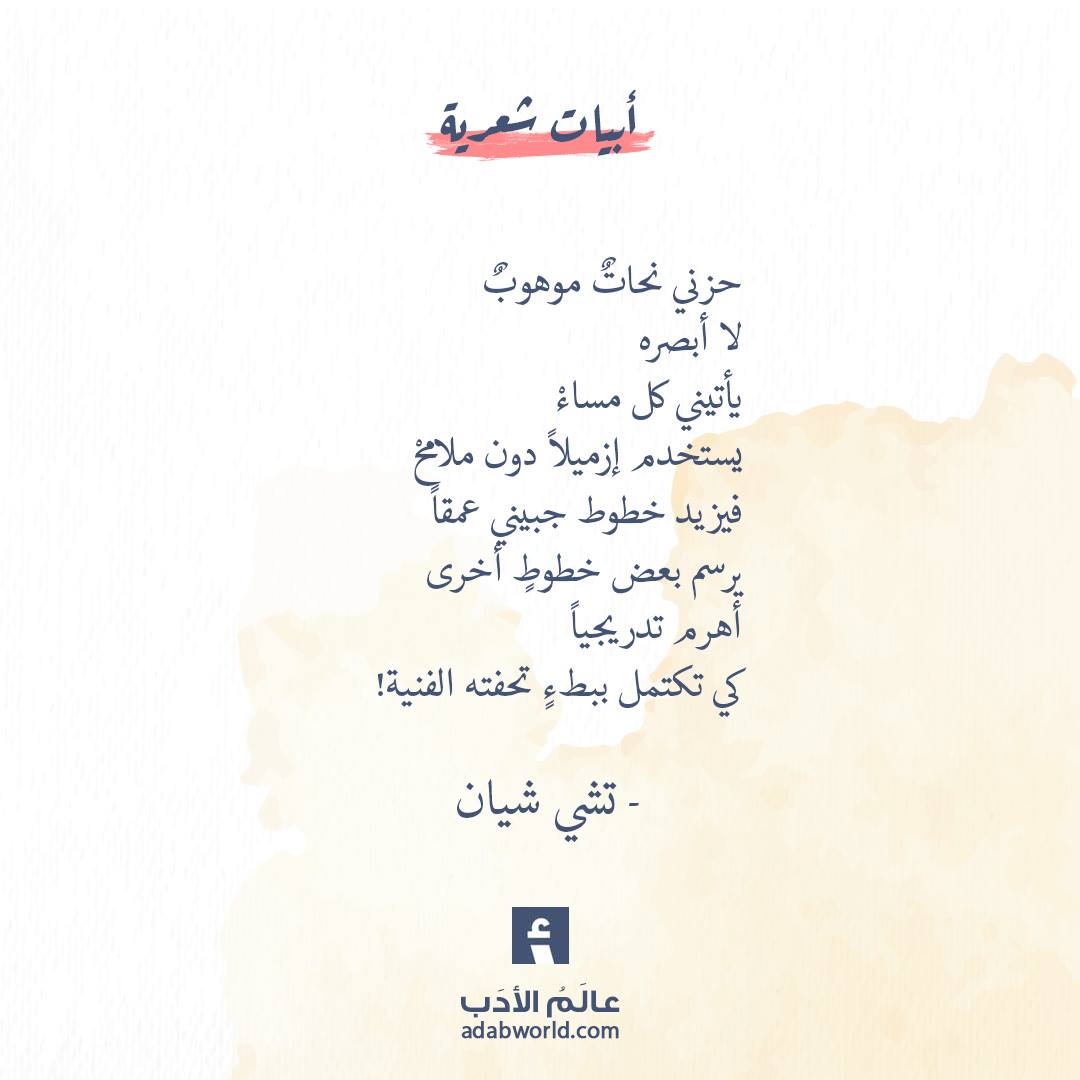 أبيات شعرية
حزني نحاتٌ موهوبٌ
لا أبصره
يأتيني كل مساءْ
يستخدم إزميلاً دون ملامحْ
فيزيد خطوط جبيني عمقاً
يرسم بعض خطوطٍ أخرى
أهرم تدريجياً
كي تكتمل ببطءٍ تحفته الفنية!
- تشي شيان
أ
عالَمُ الأدَب
adabworld.com